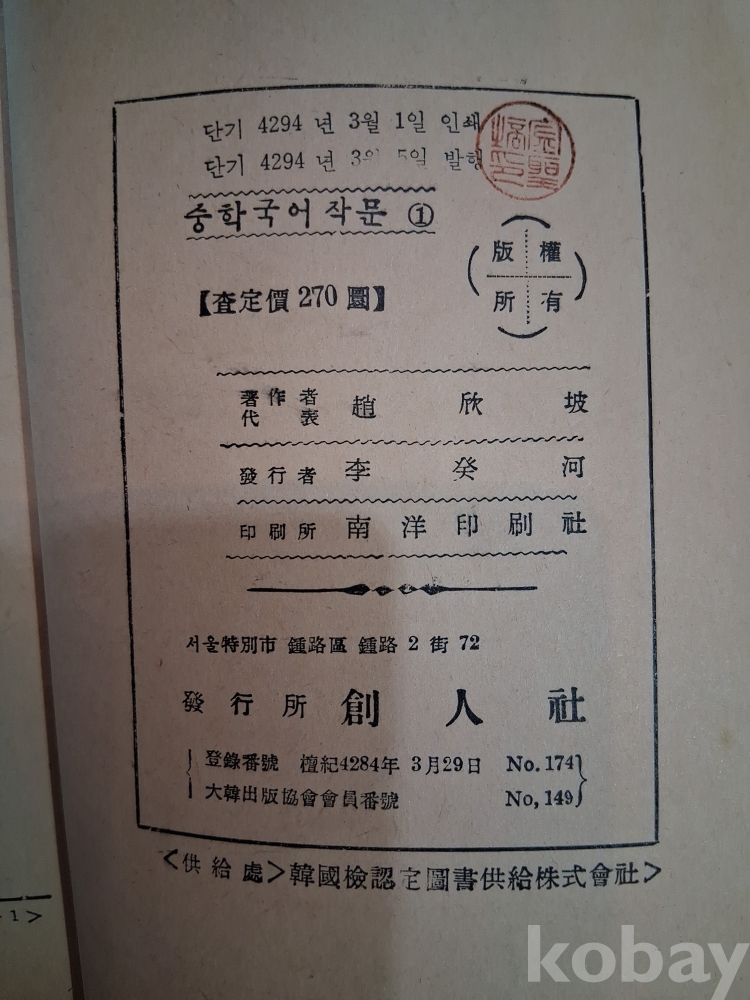 단기 4294 년 3월 1일 인쇄
단기 4294 년 3월 5일 발행
중학국어작문 ①
版權
所有
【査定價 270 圜】
著作者
代表 趙欣坡
發行者 李癸河
印刷所 南洋印刷社
서울特別市 鍾路區 鍾路 2 街 72
發行所 創人社
登錄番號 檀紀4284年 3月29日 No.174
大韓出版協會會員番號 No,149
<供給處>韓國檢認定圖書供給株式會社>
1>
kobay